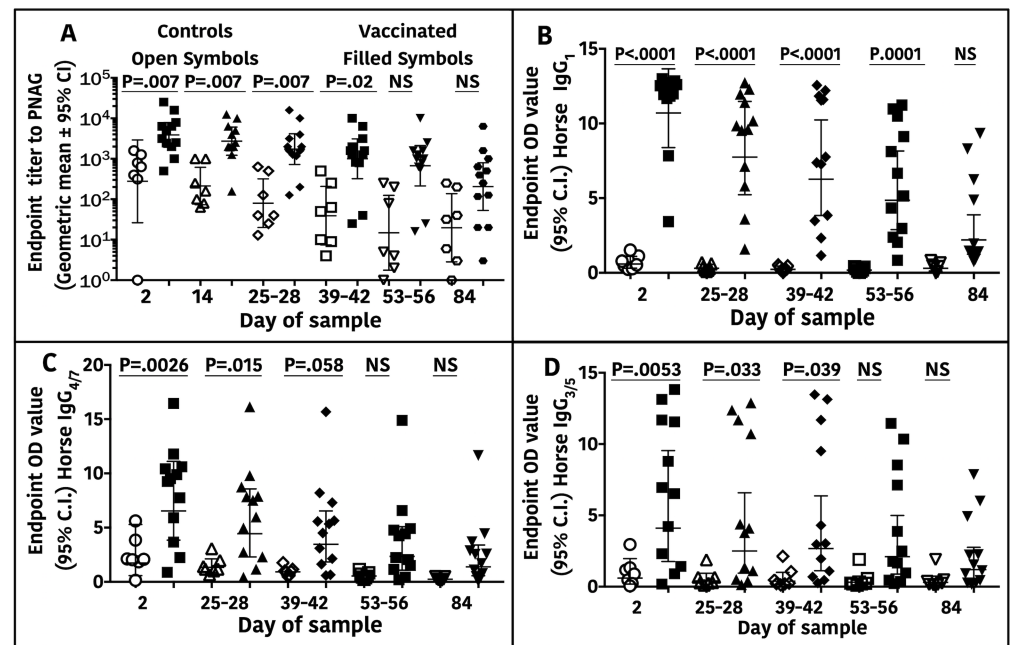 A
Controls
Open Symbols
Vaccinated
Filled Symbols
P=.007 P=.007 P=.007 P=.02 NS NS
Endpoint titer to PNAG
(Geometric mean ± 95% CI)
10⁵
10⁴
10³
10²
10¹
10⁰
2 14 25-28 39-42 53-56 84
Day of sample
B
P<.0001 P<.0001 P<.0001 P.0001 NS
Endpoint OD value
(95% C.I.) Horse IgG₁
15
10
5
0
2 25-28 39-42 53-56 84
Day of sample
C
P=.0026 P=.015 P=.058 NS NS
Endpoint OD value
(95% C.I.) Horse IgG₄/₇
20
15
10
5
0
2 25-28 39-42 53-56 84
Day of sample
D
P=.0053 P=.033 P=.039 NS NS
Endpoint OD value
(95% C.I.) Horse IgG₃/₅
15
10
5
0
2 25-28 39-42 53-56 84
Day of sample